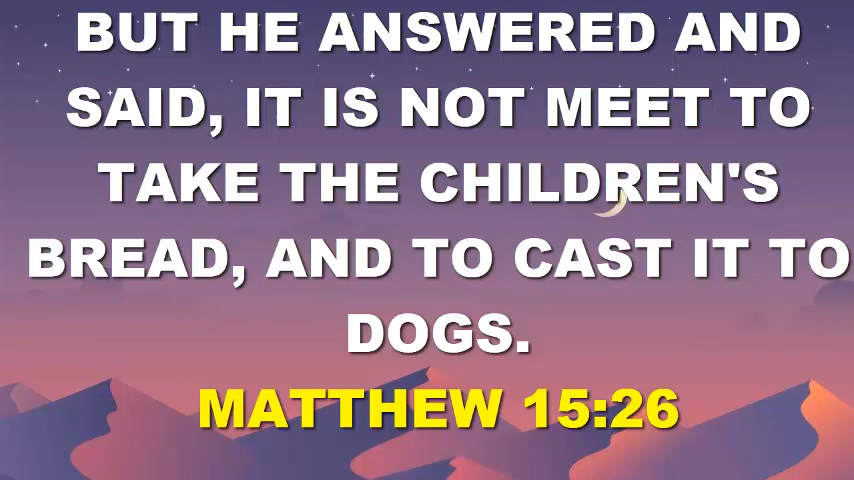 BUT HE ANSWERED AND
SAID, IT IS NOT MEET TO
TAKE THE CHILDREN'S
BREAD, AND TO CAST IT TO
DOGS.
MATTHEW 15:26